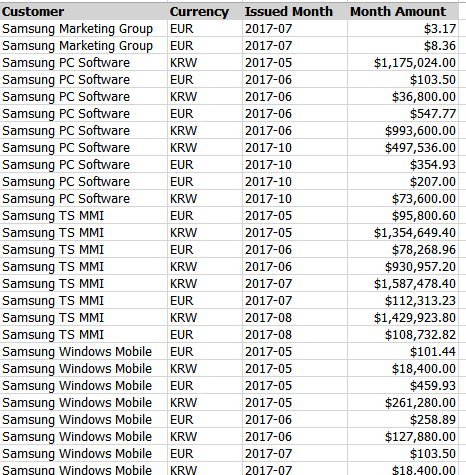 Customer Currency Issued Month Month Amount
Samsung Marketing Group EUR 2017-07 $3.17
Samsung Marketing Group EUR 2017-07 $8.36
Samsung PC Software KRW 2017-05 $1,175,024.00
Samsung PC Software EUR 2017-06 $103.50
Samsung PC Software KRW 2017-06 $36,800.00
Samsung PC Software EUR 2017-06 $547.77
Samsung PC Software KRW 2017-06 $993,600.00
Samsung PC Software KRW 2017-10 $497,536.00
Samsung PC Software EUR 2017-10 $354.93
Samsung PC Software EUR 2017-10 $207.00
Samsung PC Software KRW 2017-10 $73,600.00
Samsung TS MMI EUR 2017-05 $95,800.60
Samsung TS MMI KRW 2017-05 $1,354,649.40
Samsung TS MMI EUR 2017-06 $78,268.96
Samsung TS MMI KRW 2017-06 $930,957.20
Samsung TS MMI KRW 2017-07 $1,587,478.40
Samsung TS MMI EUR 2017-07 $112,313.23
Samsung TS MMI KRW 2017-08 $1,429,923.80
Samsung TS MMI EUR 2017-08 $108,732.82
Samsung Windows Mobile EUR 2017-05 $101.44
Samsung Windows Mobile KRW 2017-05 $18,400.00
Samsung Windows Mobile EUR 2017-05 $459.93
Samsung Windows Mobile KRW 2017-05 $261,280.00
Samsung Windows Mobile EUR 2017-06 $258.89
Samsung Windows Mobile KRW 2017-06 $127,880.00
Samsung Windows Mobile EUR 2017-07 $103.50
Samsung Windows Mobile KRW 2017-07 $18,400.00